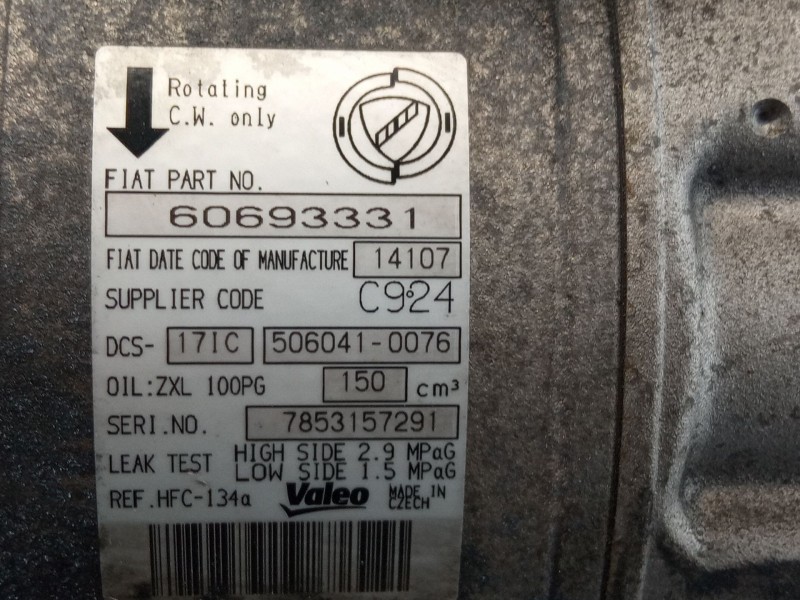 Rotating
C.W. only
FIAT PART NO.
60693331
FIAT DATE CODE OF MANUFACTURE 14107
SUPPLIER CODE C924
DCS- 17IC 506041-0076
OIL:ZXL 100PG 150 cm³
SERI.NO. 7853157291
LEAK TEST HIGH SIDE 2.9 MPaG
LOW SIDE 1.5 MPaG
REF.HFC-134a Valeo MADE IN
CZECH